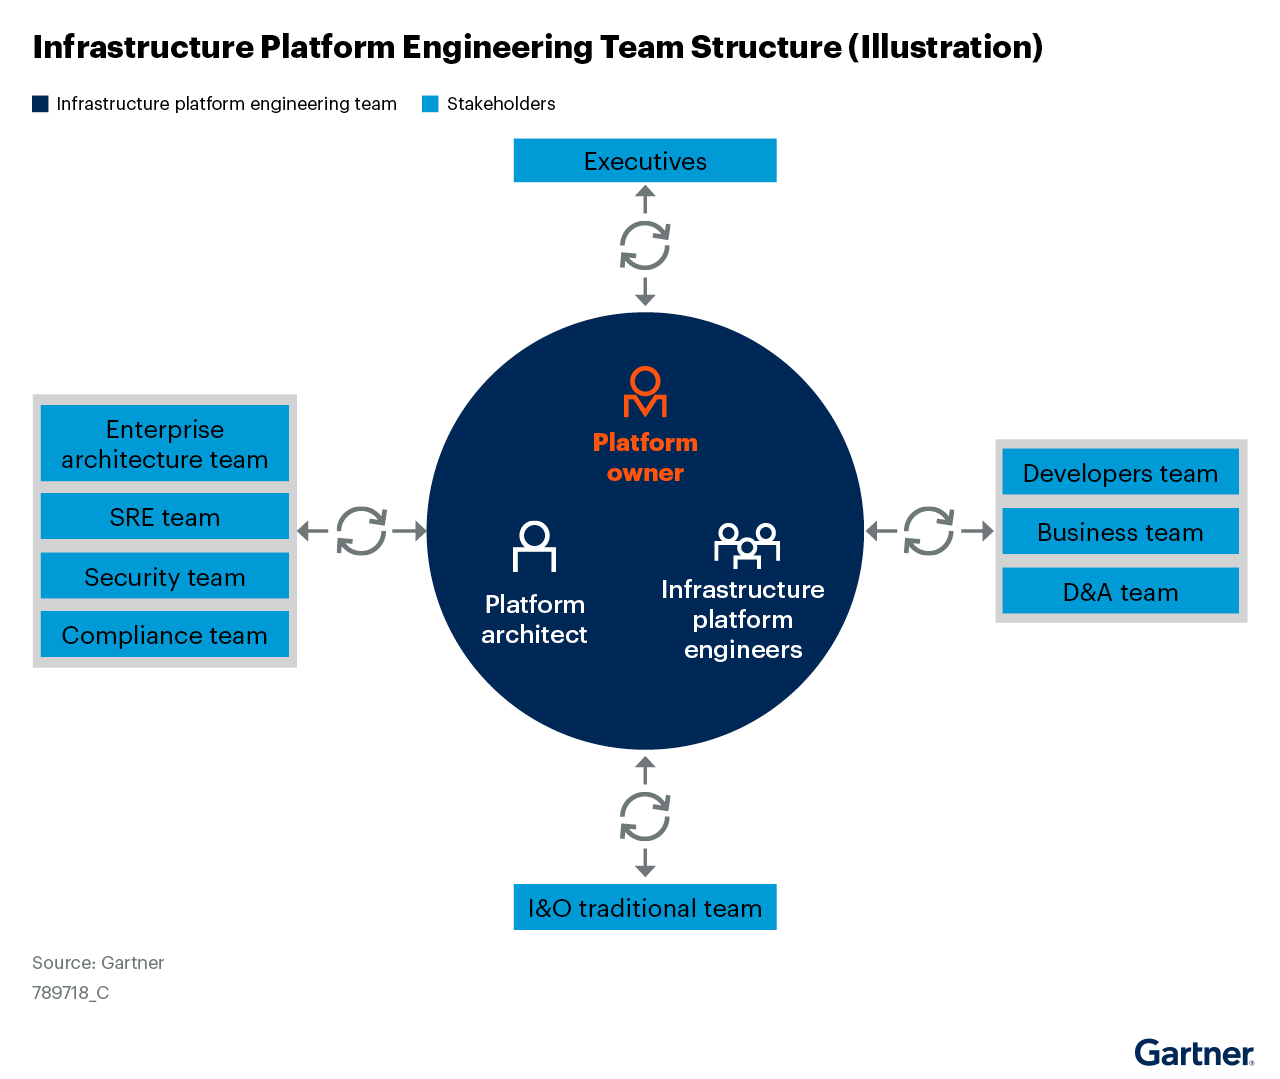 Infrastructure Platform Engineering Team Structure (Illustration)
Infrastructure platform engineering team
Stakeholders
Executives
Platform
owner
Enterprise
architecture team
SRE team
Security team
Compliance team
Platform
architect
Infrastructure
platform
engineers
Developers team
Business team
D&A team
I&O traditional team
Source: Gartner
789718_C
Gartner®